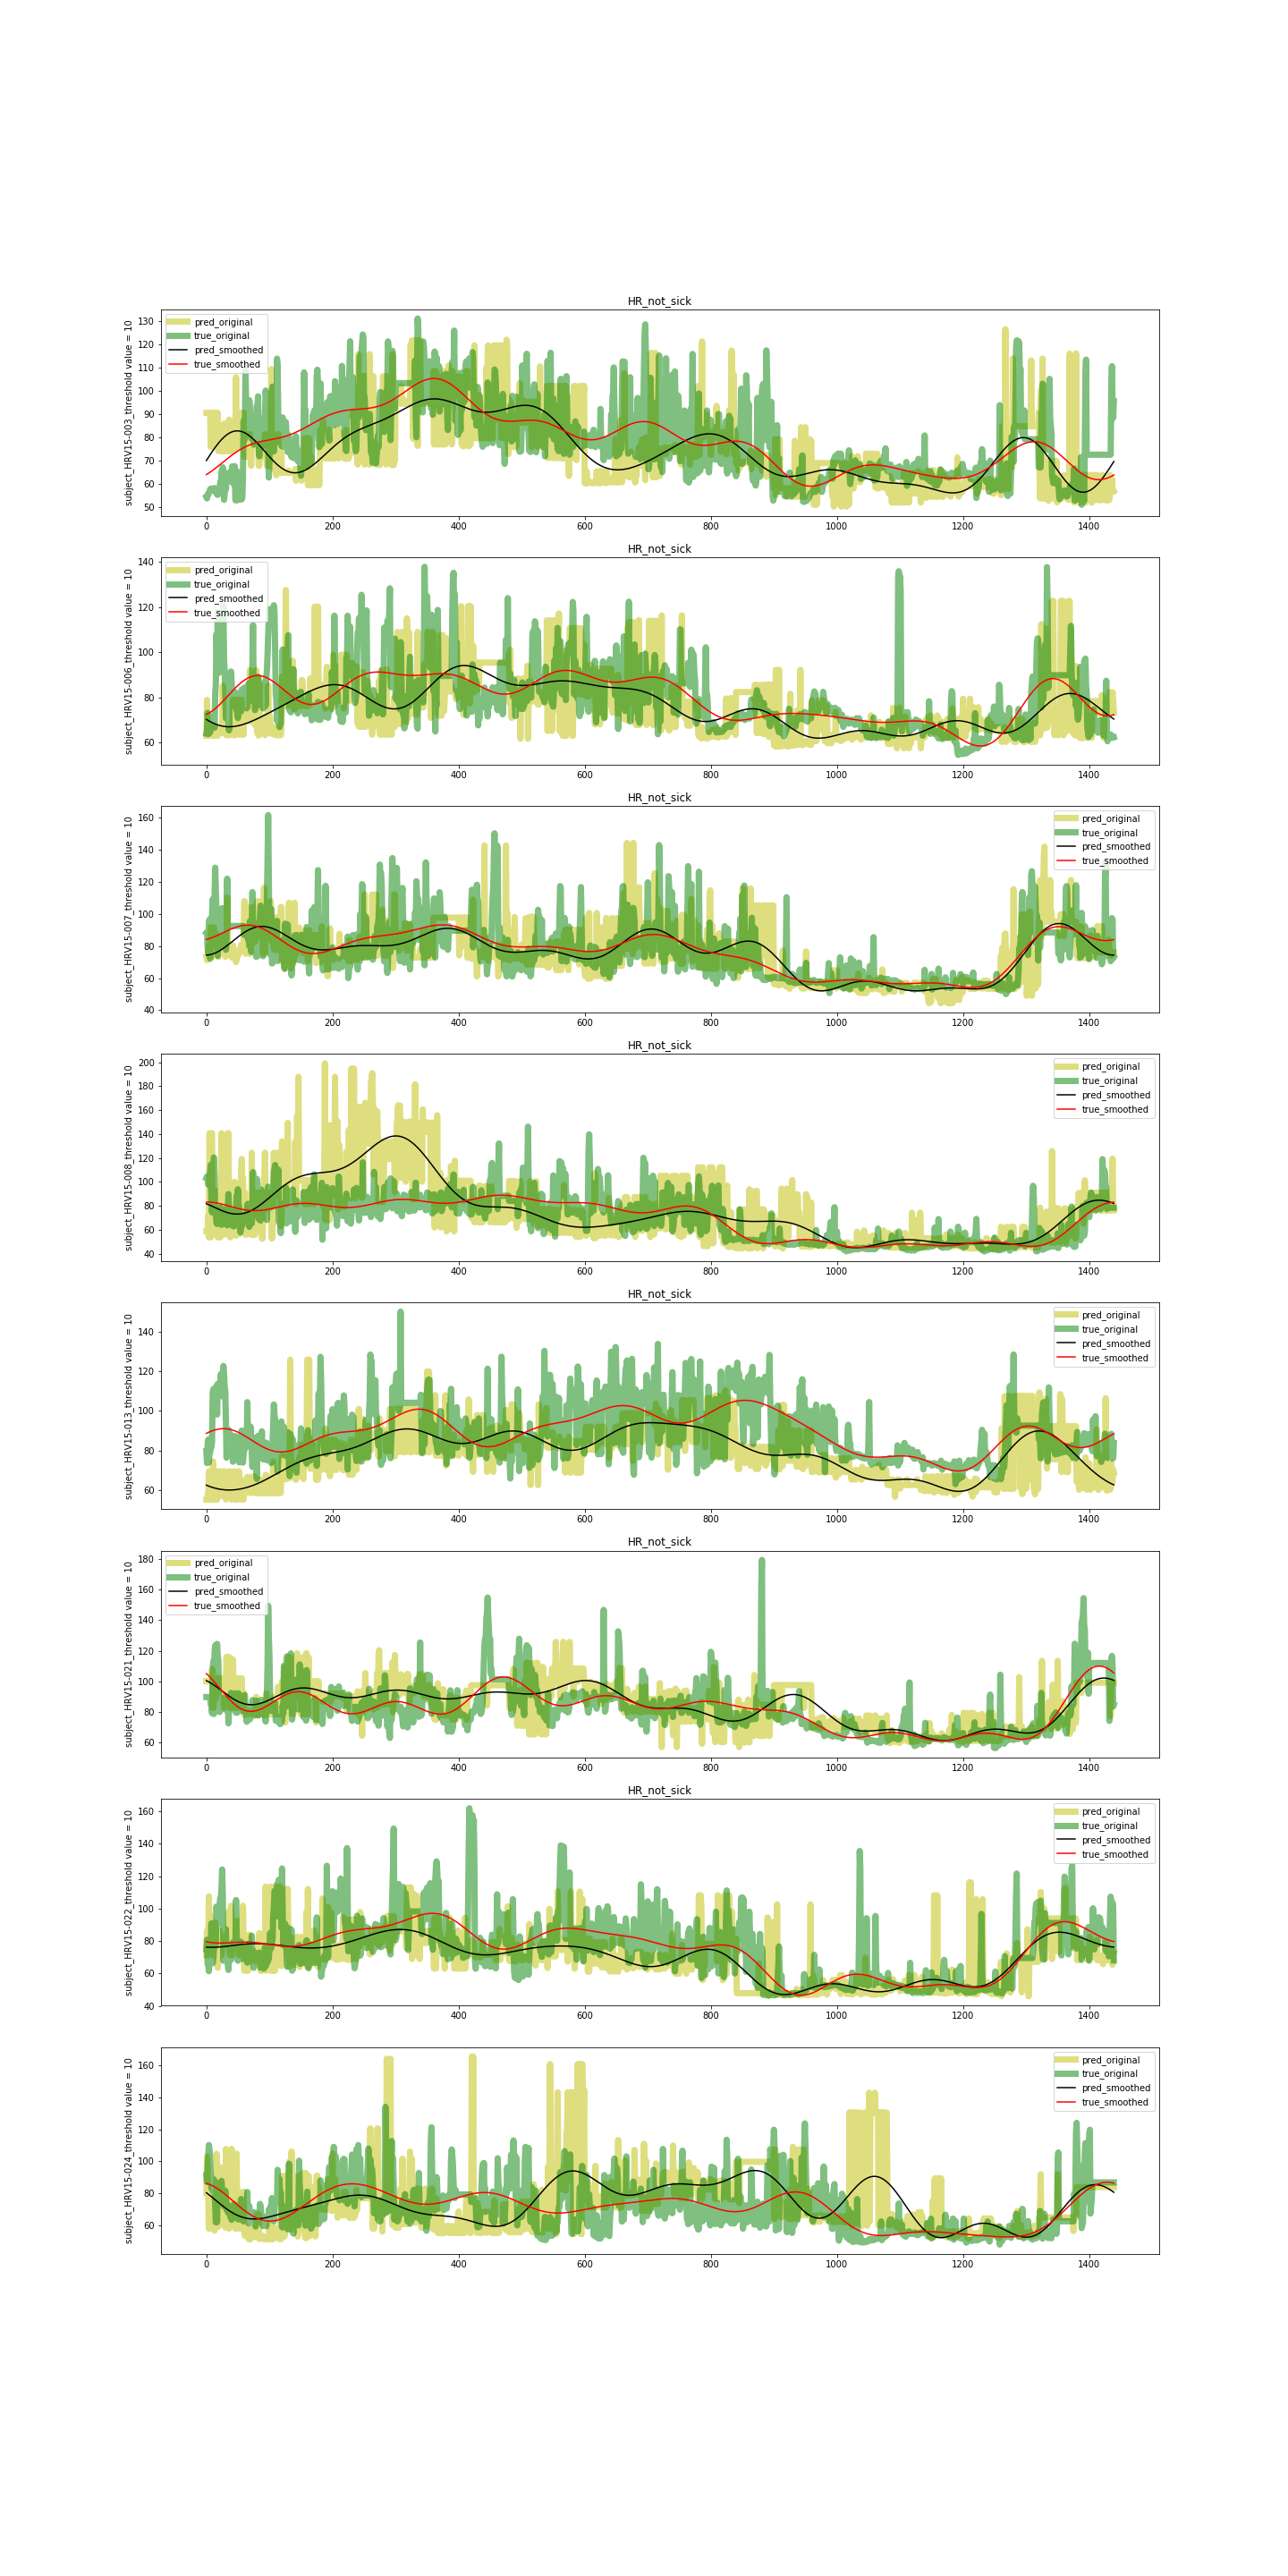 HR_not_sick
subject_HRV15-003_threshold value = 10
130
120
110
100
90
80
70
60
50
pred_original
true_original
pred_smoothed
true_smoothed
0 200 400 600 800 1000 1200 1400
HR_not_sick
subject_HRV15-006_threshold value = 10
140
120
100
80
60
pred_original
true_original
pred_smoothed
true_smoothed
0 200 400 600 800 1000 1200 1400
HR_not_sick
subject_HRV15-007_threshold value = 10
160
140
120
100
80
60
40
pred_original
true_original
pred_smoothed
true_smoothed
0 200 400 600 800 1000 1200 1400
HR_not_sick
subject_HRV15-008_threshold value = 10
200
180
160
140
120
100
80
60
40
pred_original
true_original
pred_smoothed
true_smoothed
0 200 400 600 800 1000 1200 1400
HR_not_sick
subject_HRV15-013_threshold value = 10
140
120
100
80
60
pred_original
true_original
pred_smoothed
true_smoothed
0 200 400 600 800 1000 1200 1400
HR_not_sick
subject_HRV15-021_threshold value = 10
180
160
140
120
100
80
60
pred_original
true_original
pred_smoothed
true_smoothed
0 200 400 600 800 1000 1200 1400
HR_not_sick
subject_HRV15-022_threshold value = 10
160
140
120
100
80
60
40
pred_original
true_original
pred_smoothed
true_smoothed
0 200 400 600 800 1000 1200 1400
subject_HRV15-024_threshold value = 10
160
140
120
100
80
60
pred_original
true_original
pred_smoothed
true_smoothed
0 200 400 600 800 1000 1200 1400